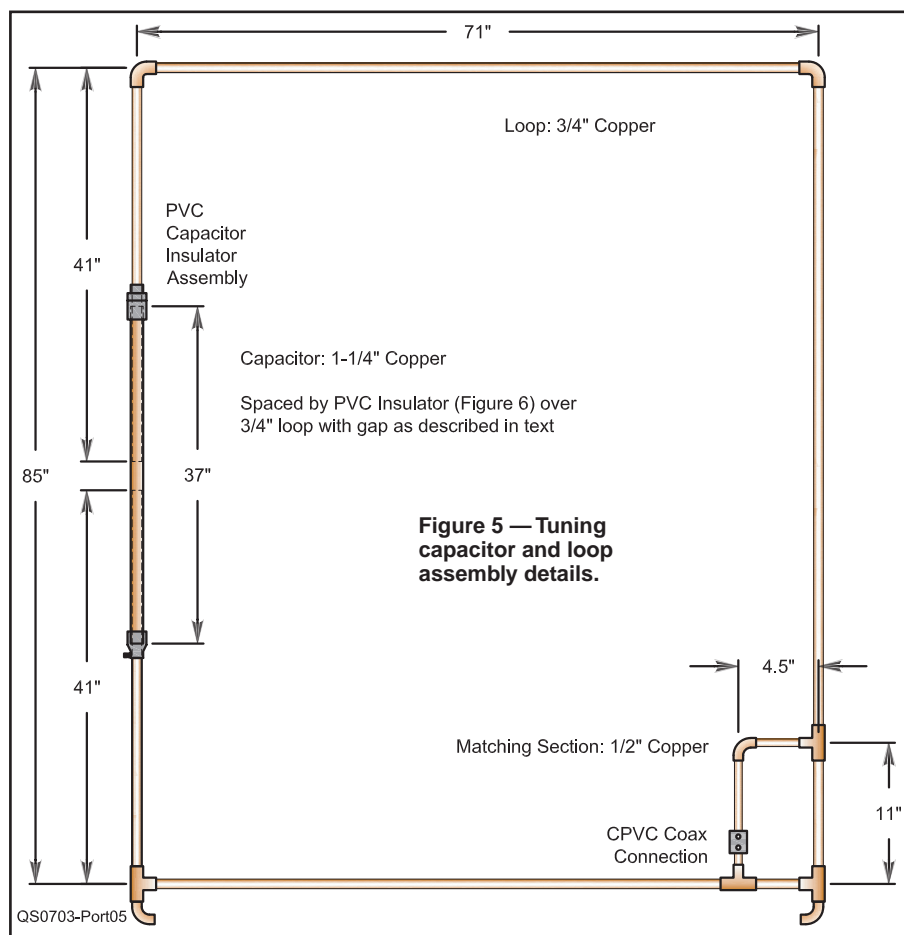 71"
Loop: 3/4" Copper
PVC
Capacitor
Insulator
Assembly
41"
Capacitor: 1-1/4" Copper
Spaced by PVC Insulator (Figure 6) over
3/4" loop with gap as described in text
85"
37"
Figure 5 — Tuning
capacitor and loop
assembly details.
41"
4.5"
Matching Section: 1/2" Copper
11"
CPVC Coax
Connection
QS0703-Port05